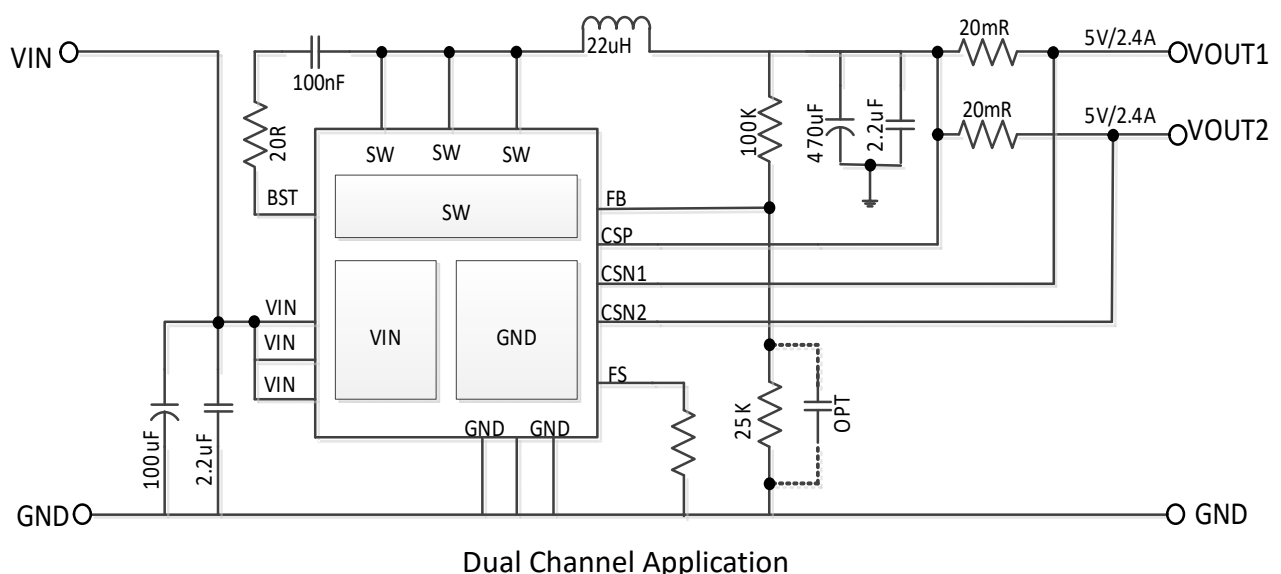 VIN
100nF
20R
22uH
20mR
5V/2.4A
VOUT1
20mR
5V/2.4A
VOUT2
100K
470uF
2.2uF
SW
SW
SW
BST
SW
FB
CSP
CSN1
CSN2
VIN
VIN
VIN
VIN
GND
FS
GND
GND
100uF
2.2uF
25K
OPT
GND
GND
Dual Channel Application